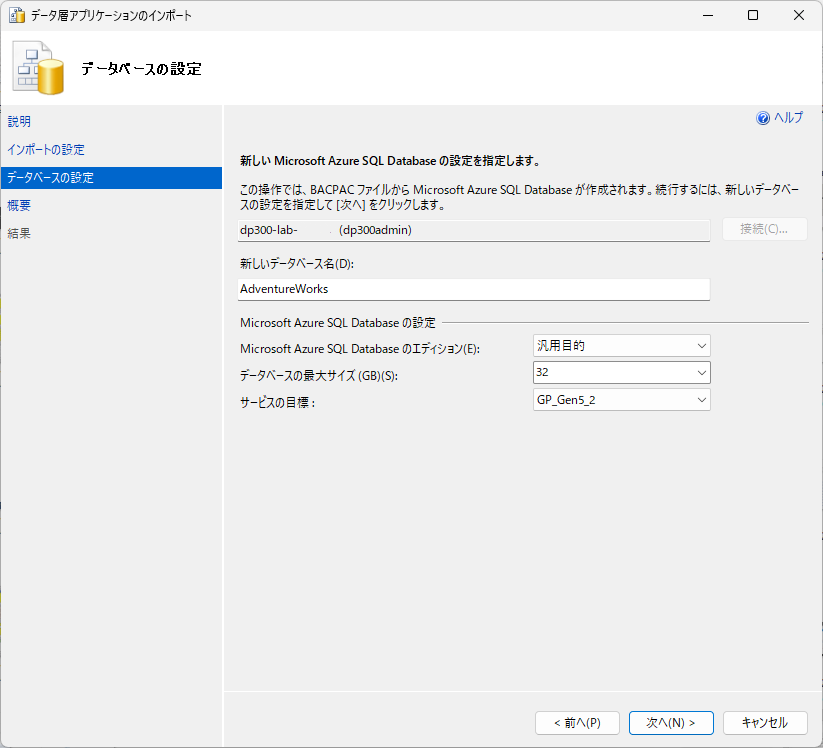 データ層アプリケーションのインポート
データベースの設定
説明
インポートの設定
データベースの設定
概要
結果
ヘルプ
新しい Microsoft Azure SQL Database の設定を指定します。
この操作では、BACPAC ファイルから Microsoft Azure SQL Database が作成されます。続行するには、新しいデータベー
スの設定を指定して [次へ] をクリックします。
dp300-lab- (dp300admin)
接続(C)...
新しいデータベース名(D):
AdventureWorks
Microsoft Azure SQL Database の設定
Microsoft Azure SQL Database のエディション(E):
汎用目的
データベースの最大サイズ (GB)(S):
32
サービスの目標 :
GP_Gen5_2
< 前へ(P)
次へ(N) >
キャンセル